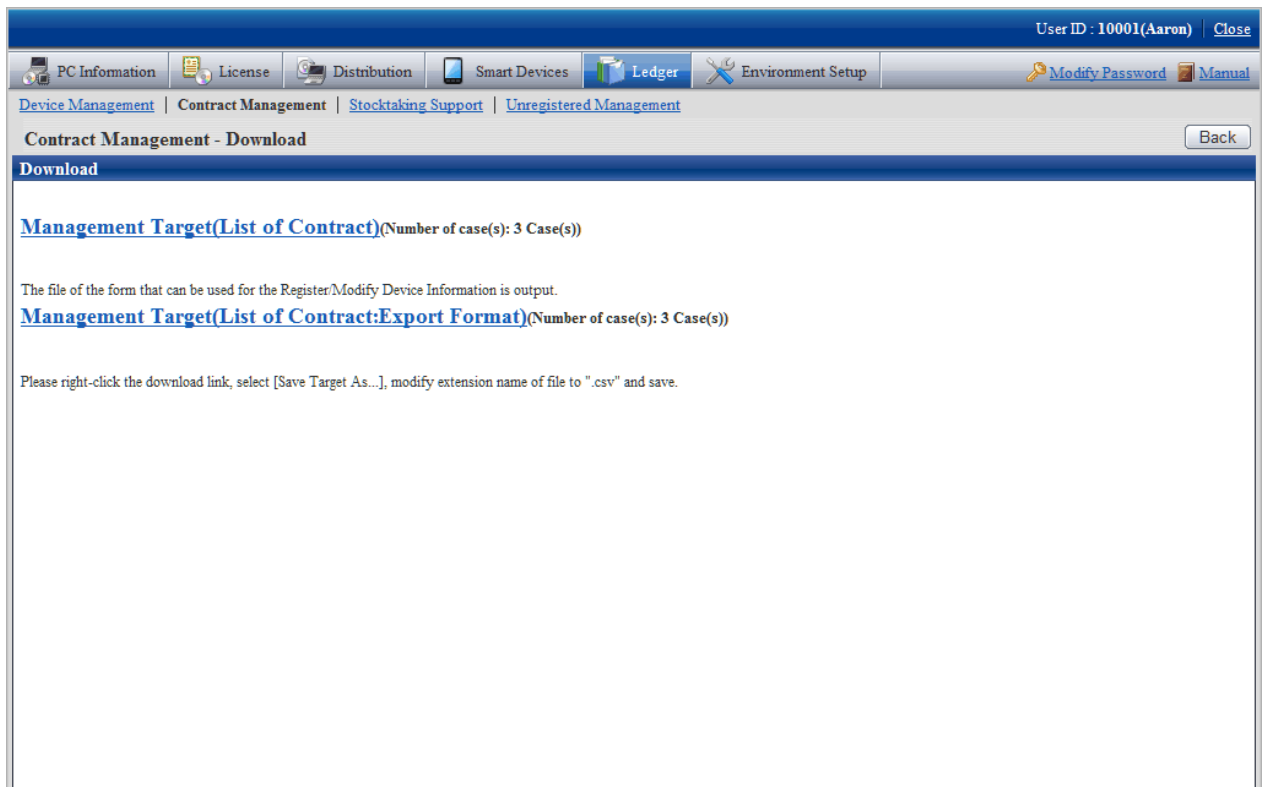 User ID : 10001(Aaron) | Close
PC Information License Distribution Smart Devices Ledger Environment Setup Modify Password Manual
Device Management | Contract Management | Stocktaking Support | Unregistered Management
Contract Management - Download Back
Download
Management Target(List of Contract)(Number of case(s): 3 Case(s))
The file of the form that can be used for the Register/Modify Device Information is output.
Management Target(List of Contract:Export Format)(Number of case(s): 3 Case(s))
Please right-click the download link, select [Save Target As...], modify extension name of file to ".csv" and save.